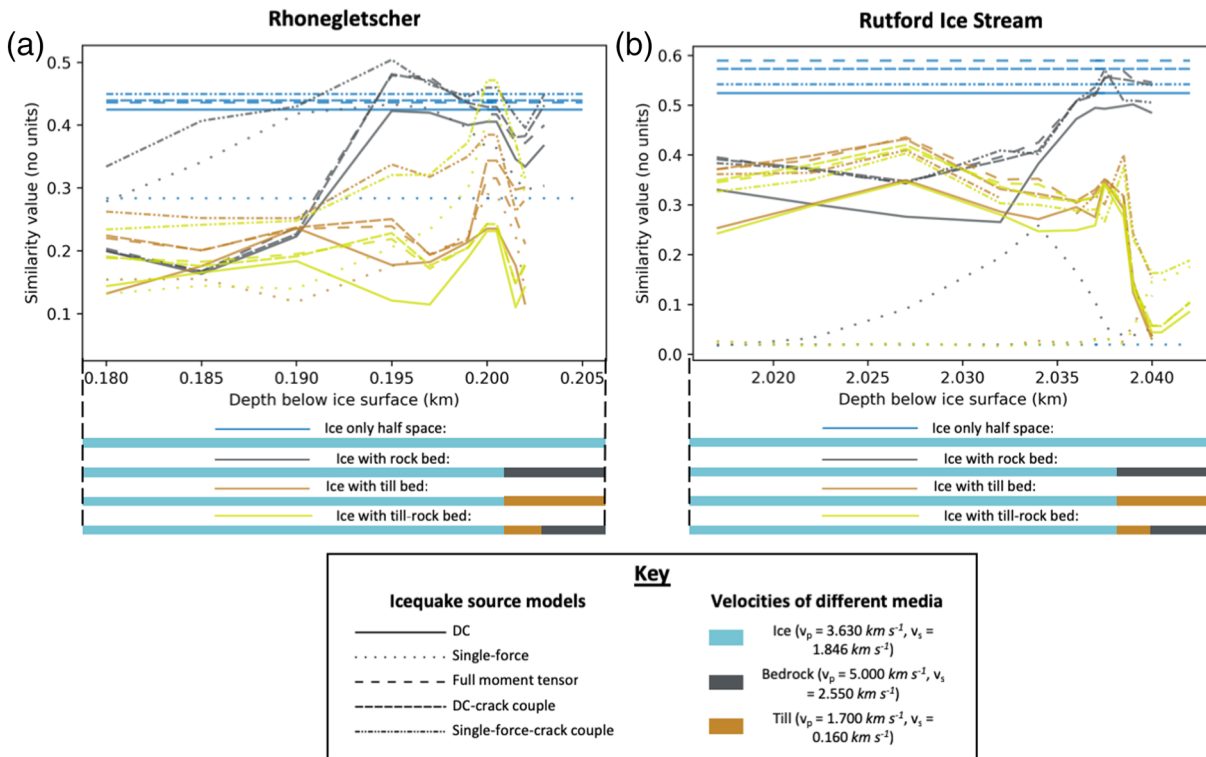 Rhonegletscher
Rutford Ice Stream
(a)
0.5
0.4
0.3
0.2
0.1
Similarity value (no units)
0.180
0.185
0.190
0.195
0.200
0.205
Depth below ice surface (km)
Ice only half space:
Ice with rock bed:
Ice with till bed:
Ice with till-rock bed:
(b)
0.6
0.5
0.4
0.3
0.2
0.1
0.0
Similarity value (no units)
2.020
2.025
2.030
2.035
2.040
Depth below ice surface (km)
Ice only half space:
Ice with rock bed:
Ice with till bed:
Ice with till-rock bed:
Key
Icequake source models
DC
Single-force
Full moment tensor
DC-crack couple
Single-force-crack couple
Velocities of different media
Ice (vₚ = 3.630 km s⁻¹, vₛ =
1.846 km s⁻¹)
Bedrock (vₚ = 5.000 km s⁻¹, vₛ
= 2.550 km s⁻¹)
Till (vₚ = 1.700 km s⁻¹, vₛ =
0.160 km s⁻¹)